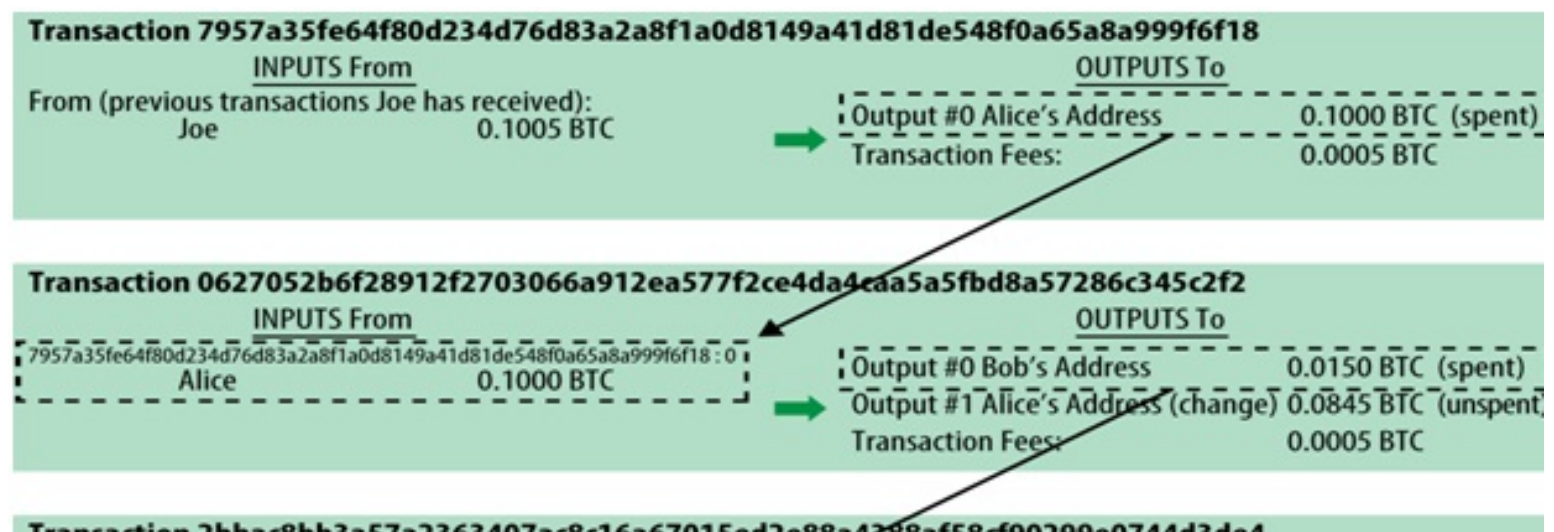 Transaction 7957a35fe64f80d234d76d83a2a8f1a0d8149a41d81de548f0a65a8a999f6f18
INPUTS From
OUTPUTS To
From (previous transactions Joe has received):
Joe 0.1005 BTC
Output #0 Alice's Address 0.1000 BTC (spent)
Transaction Fees: 0.0005 BTC
Transaction 0627052b6f28912f2703066a912ea577f2ce4da4caa5a5fbd8a57286c345c2f2
INPUTS From
OUTPUTS To
7957a35fe64f80d234d76d83a2a8f1a0d8149a41d81de548f0a65a8a999f6f18 : 0
Alice 0.1000 BTC
Output #0 Bob's Address 0.0150 BTC (spent)
Output #1 Alice's Address (change) 0.0845 BTC (unspent)
Transaction Fees: 0.0005 BTC
Transaction